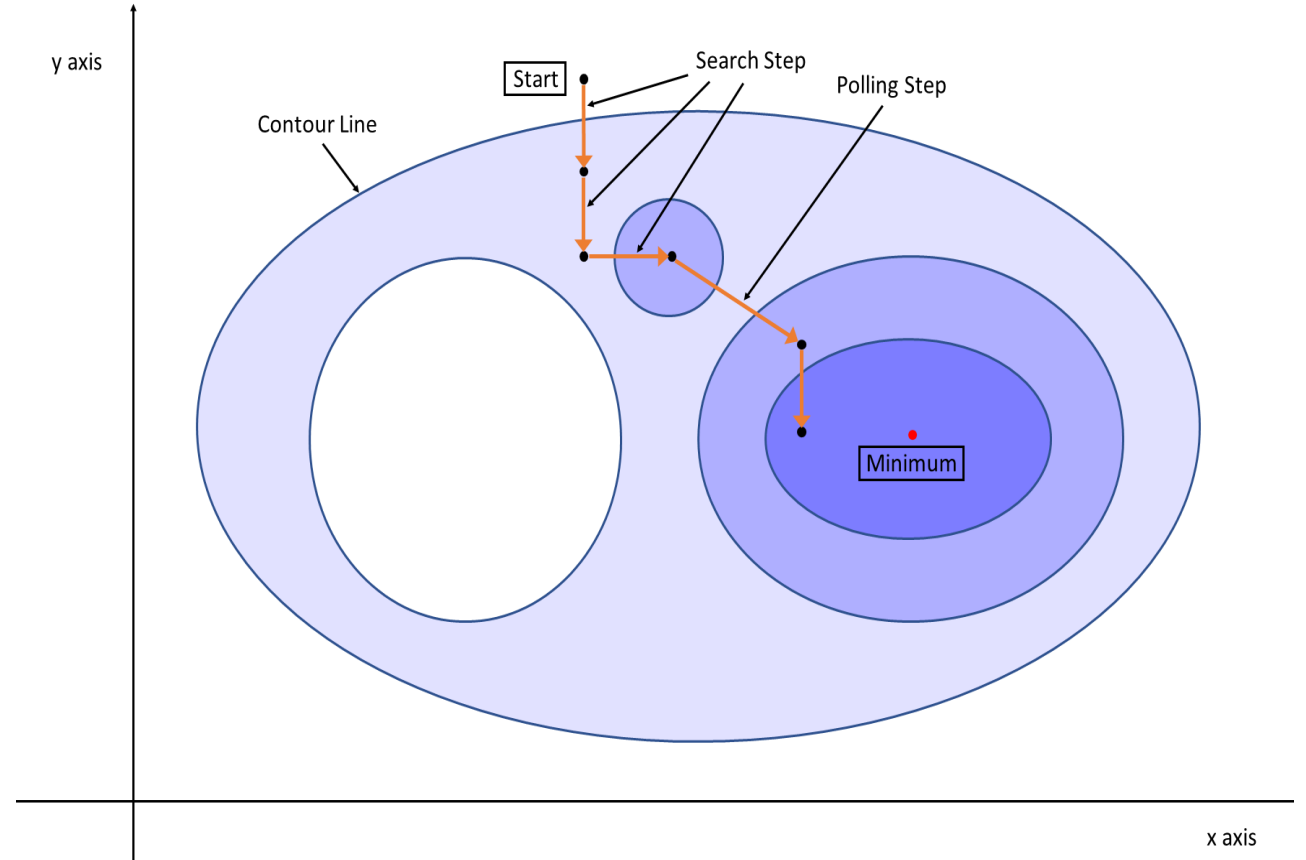 y axis
Start
Search Step
Polling Step
Contour Line
Minimum
x axis